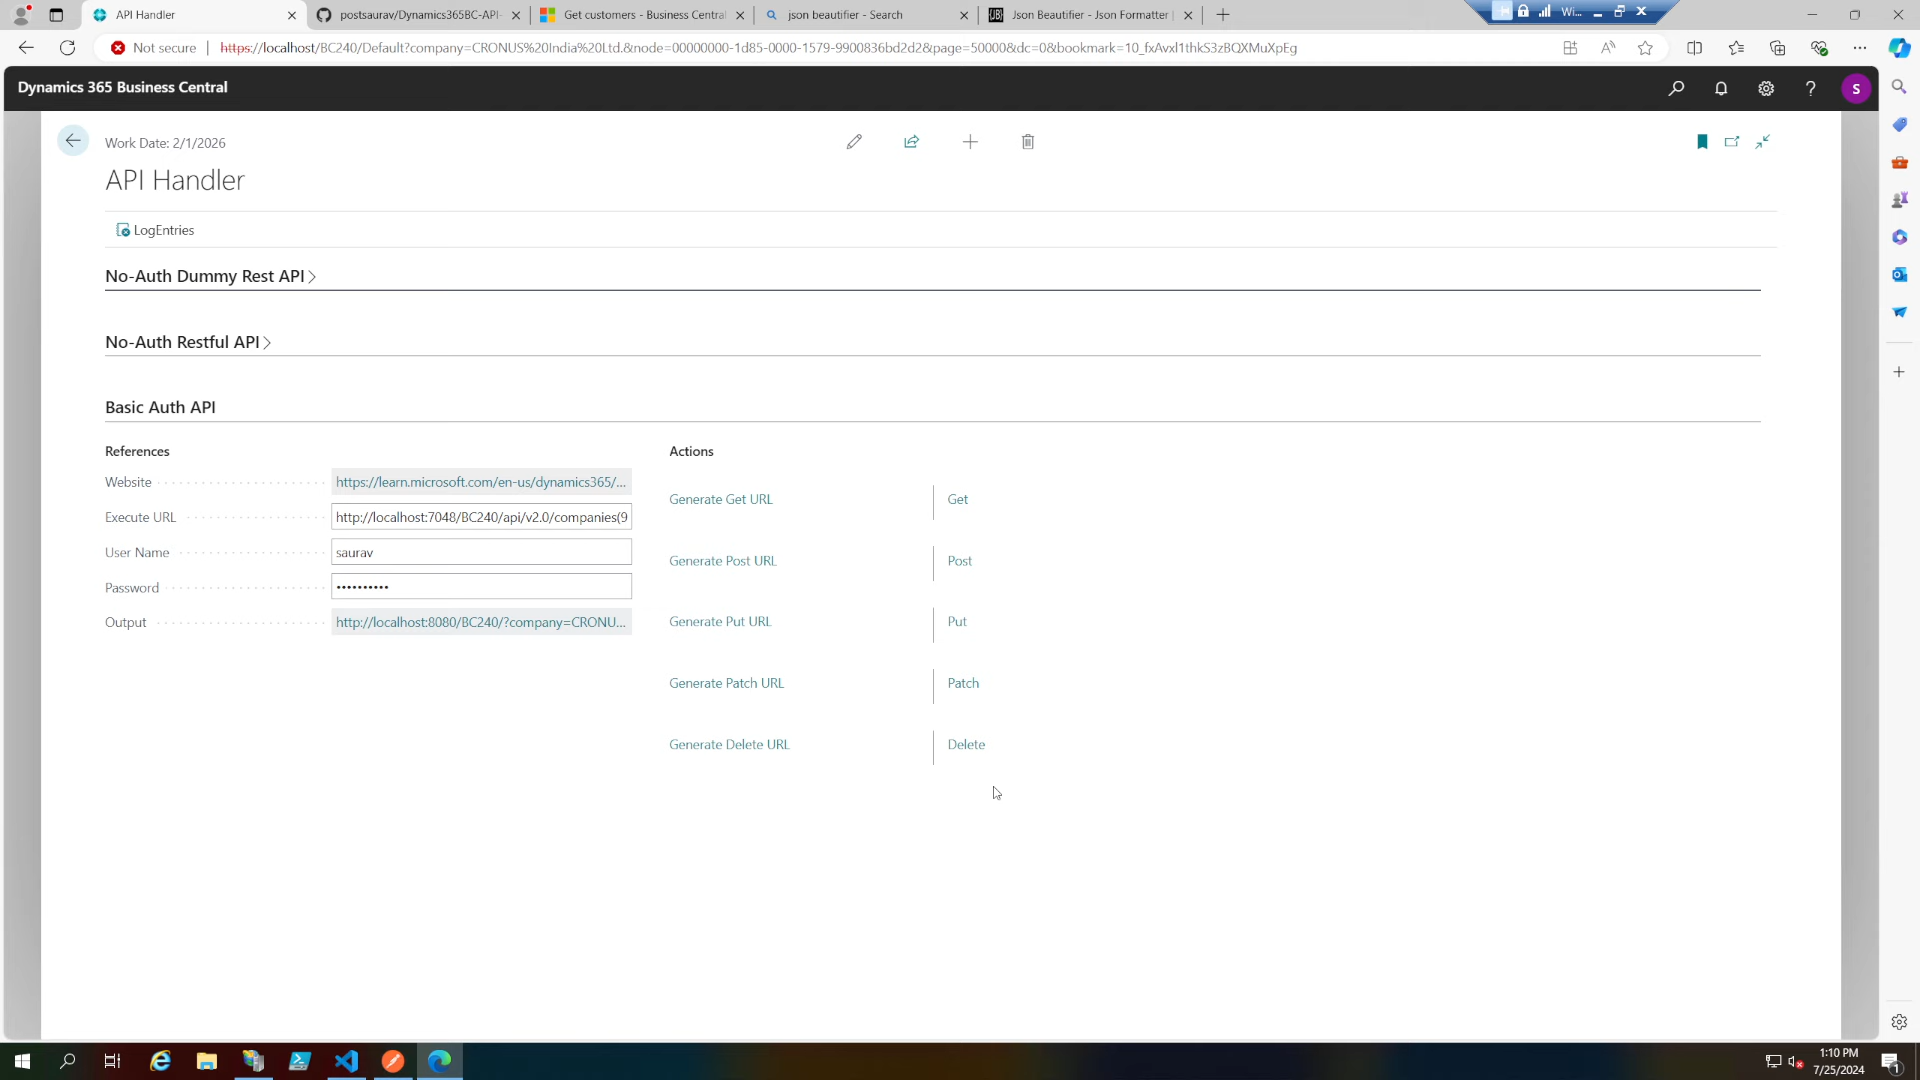 API Handler
postsaurav/Dynamics365BC-API-
Get customers - Business Central
json beautifier - Search
Json Beautifier - Json Formatter
Wi...
Not secure
https://localhost/BC240/Default?company=CRONUS%20India%20Ltd.&node=00000000-1d85-0000-1579-9900836bd2d2&page=50000&dc=0&bookmark=10_fxAvxl1thkS3zBQXMuXpEg
Dynamics 365 Business Central
S
Work Date: 2/1/2026
API Handler
LogEntries
No-Auth Dummy Rest API
No-Auth Restful API
Basic Auth API
References
Actions
Website
https://learn.microsoft.com/en-us/dynamics365/...
Generate Get URL
Get
Execute URL
http://localhost:7048/BC240/api/v2.0/companies(9
User Name
saurav
Generate Post URL
Post
Password
••••••••••
Output
http://localhost:8080/BC240/?company=CRONU...
Generate Put URL
Put
Generate Patch URL
Patch
Generate Delete URL
Delete
1:10 PM
7/25/2024
1